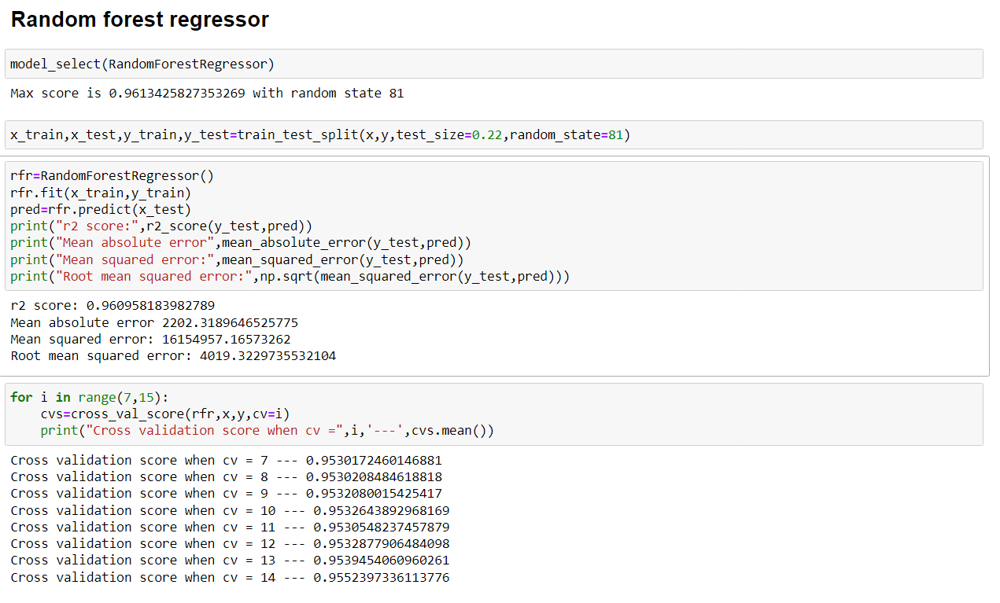 Random forest regressor
model_select(RandomForestRegressor)
Max score is 0.9613425827353269 with random state 81
x_train,x_test,y_train,y_test=train_test_split(x,y,test_size=0.22,random_state=81)
rfr=RandomForestRegressor()
rfr.fit(x_train,y_train)
pred=rfr.predict(x_test)
print("r2 score:",r2_score(y_test,pred))
print("Mean absolute error",mean_absolute_error(y_test,pred))
print("Mean squared error:",mean_squared_error(y_test,pred))
print("Root mean squared error:",np.sqrt(mean_squared_error(y_test,pred)))
r2 score: 0.960958183982789
Mean absolute error 2202.3189646525775
Mean squared error: 16154957.16573262
Root mean squared error: 4019.3229735532104
for i in range(7,15):
    cvs=cross_val_score(rfr,x,y,cv=i)
    print("Cross validation score when cv =",i,'---',cvs.mean())
Cross validation score when cv = 7 --- 0.9530172460146881
Cross validation score when cv = 8 --- 0.9530208484618818
Cross validation score when cv = 9 --- 0.9532080015425417
Cross validation score when cv = 10 --- 0.9532643892968169
Cross validation score when cv = 11 --- 0.9530548237457879
Cross validation score when cv = 12 --- 0.9532877906484098
Cross validation score when cv = 13 --- 0.9539454060960261
Cross validation score when cv = 14 --- 0.9552397336113776